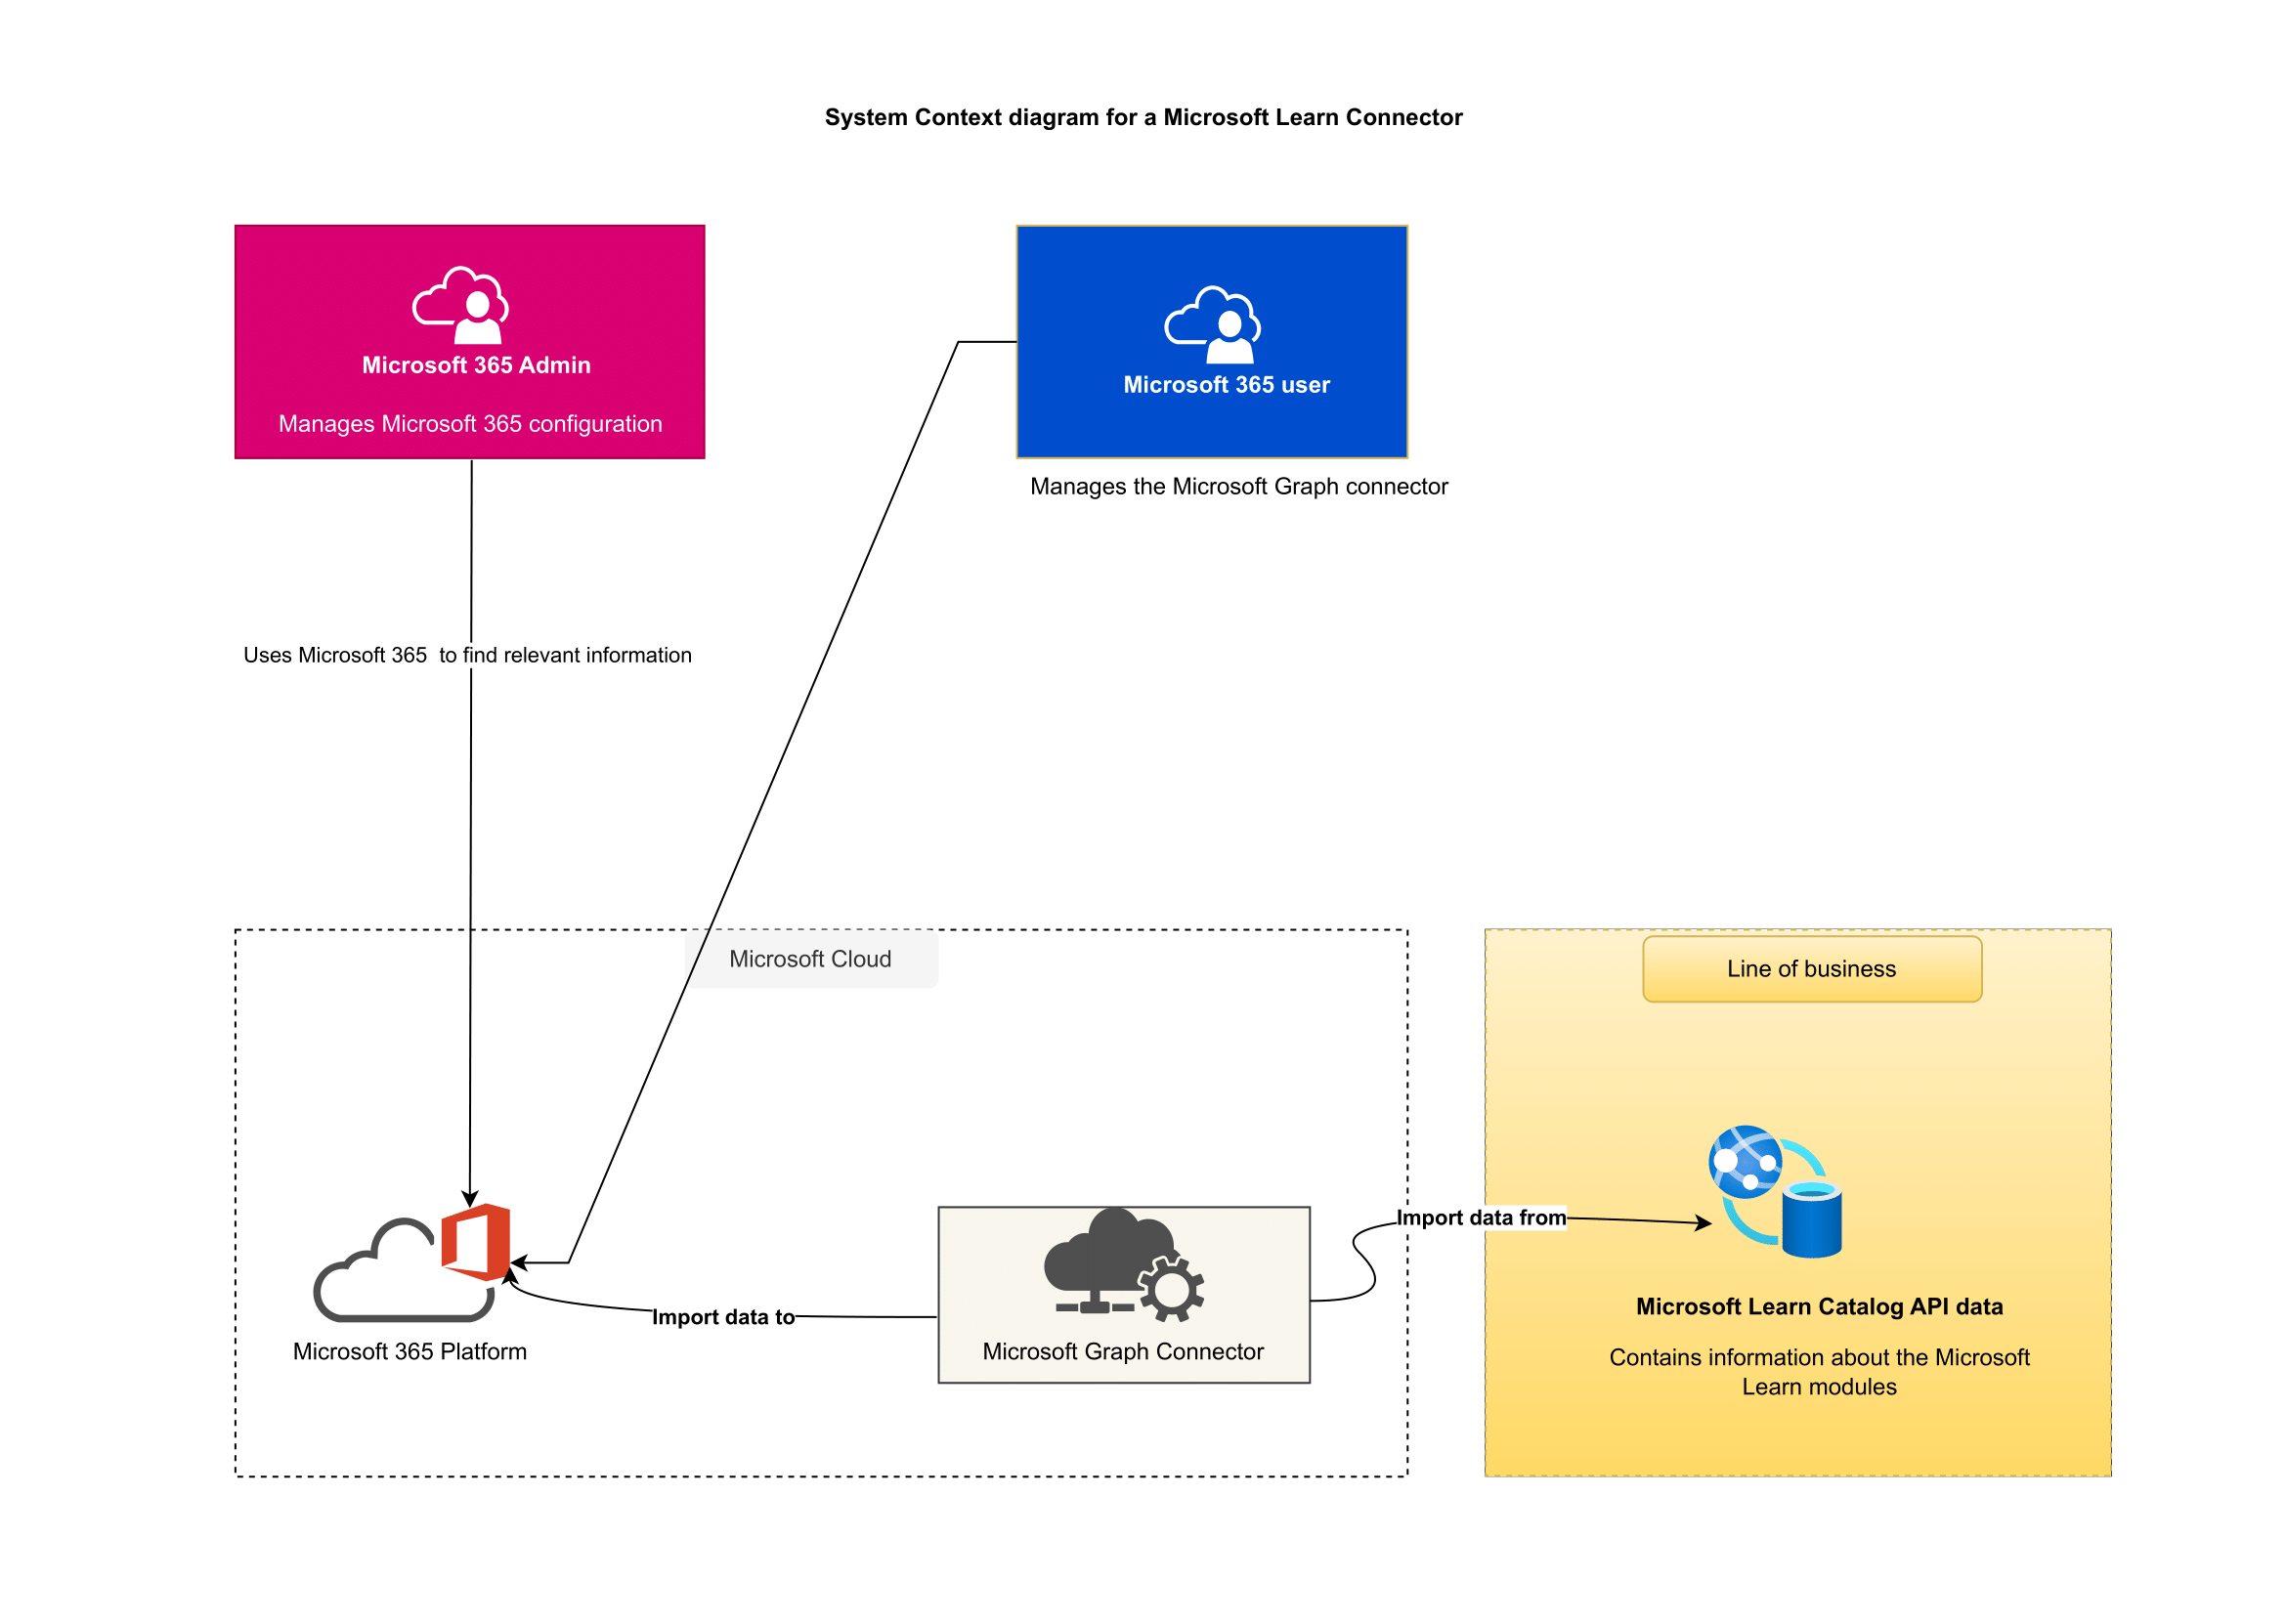 System Context diagram for a Microsoft Learn Connector
Microsoft 365 Admin
Manages Microsoft 365 configuration
Microsoft 365 user
Manages the Microsoft Graph connector
Uses Microsoft 365  to find relevant information
Microsoft Cloud
Line of business
Microsoft 365 Platform
Import data to
Microsoft Graph Connector
Import data from
Microsoft Learn Catalog API data
Contains information about the Microsoft
Learn modules